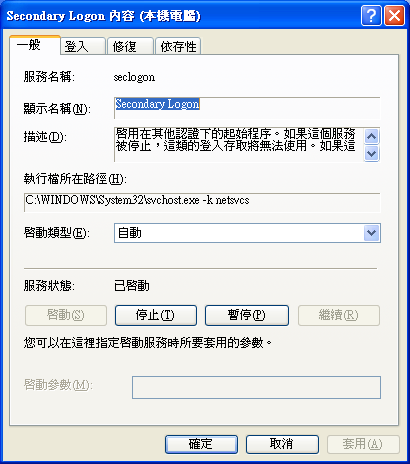 Secondary Logon 內容 (本機電腦)
一般 登入 修復 依存性
服務名稱: seclogon
顯示名稱(N): Secondary Logon
描述(D): 啟用在其他認證下的起始程序。如果這個服務
被停止，這類的登入存取將無法使用。如果這
執行檔所在路徑(H):
C:\WINDOWS\System32\svchost.exe -k netsvcs
啟動類型(E): 自動
服務狀態: 已啟動
啟動(S) 停止(T) 暫停(P) 繼續(R)
您可以在這裡指定啟動服務時所要套用的參數。
啟動參數(M):
確定 取消 套用(A)